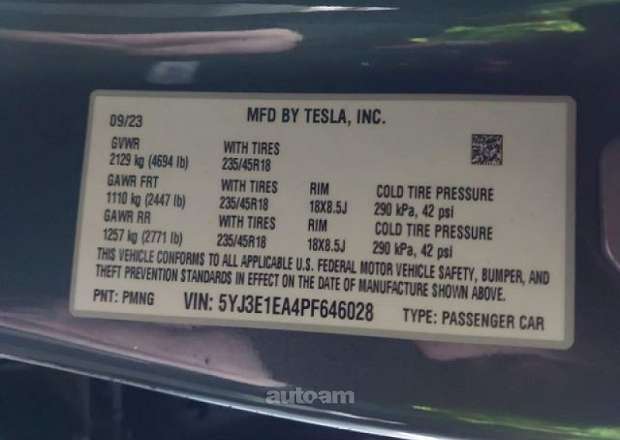 09/23 MFD BY TESLA, INC.
GVWR WITH TIRES
2129 kg (4694 lb) 235/45R18
GAWR FRT WITH TIRES RIM COLD TIRE PRESSURE
1110 kg (2447 lb) 235/45R18 18X8.5J 290 kPa, 42 psi
GAWR RR WITH TIRES RIM COLD TIRE PRESSURE
1257 kg (2771 lb) 235/45R18 18X8.5J 290 kPa, 42 psi
THIS VEHICLE CONFORMS TO ALL APPLICABLE U.S. FEDERAL MOTOR VEHICLE SAFETY, BUMPER, AND
THEFT PREVENTION STANDARDS IN EFFECT ON THE DATE OF MANUFACTURE SHOWN ABOVE.
PNT: PMNG VIN: 5YJ3E1EA4PF646028 TYPE: PASSENGER CAR
autoam